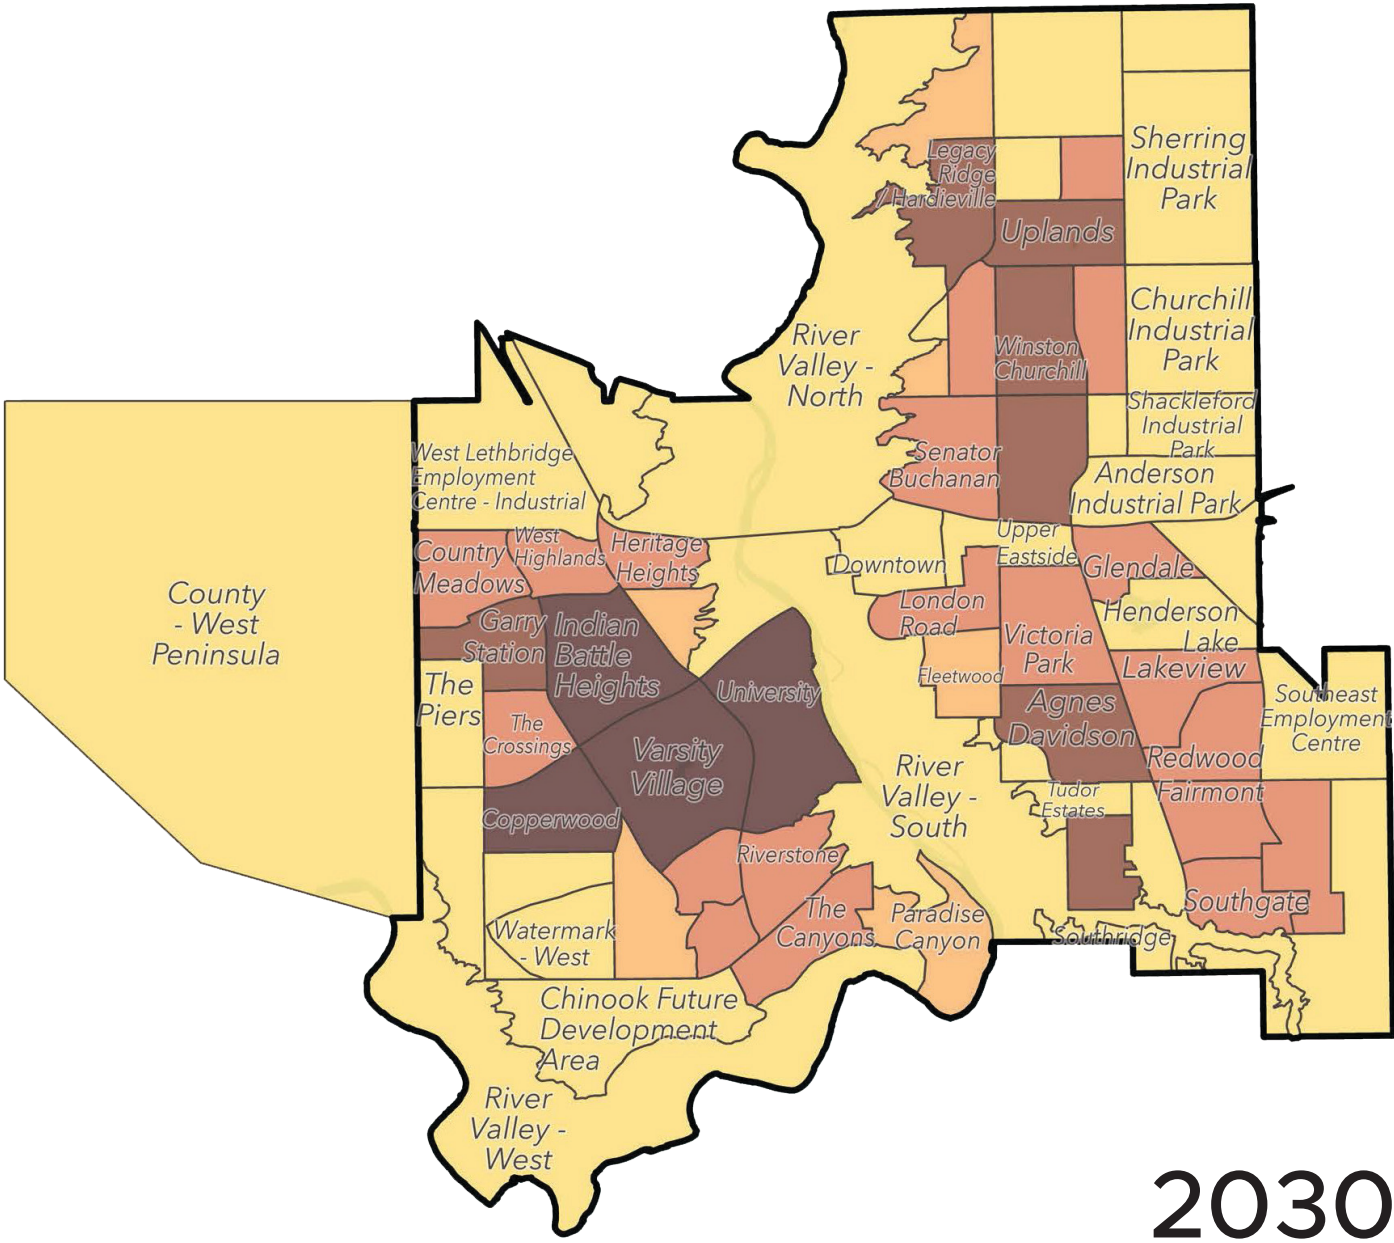 Sherring
Industrial
Park
Legacy
Ridge
/ Hardieville
Uplands
Churchill
Industrial
Park
River
Valley -
North
Winston
Churchill
Shackleford
Industrial
Park
Senator
Buchanan
Anderson
Industrial Park
West Lethbridge
Employment
Centre - Industrial
Country
Meadows
West
Highlands
Heritage
Heights
Downtown
Upper
Eastside
Glendale
County
- West
Peninsula
Garry
Station
Indian
Battle
Heights
London
Road
Victoria
Park
Henderson
Lake
Lakeview
The
Piers
University
Fleetwood
Agnes
Davidson
Southeast
Employment
Centre
The
Crossings
Varsity
Village
Redwood
River
Valley -
South
Tudor
Estates
Fairmont
Copperwood
Riverstone
The
Canyons
Paradise
Canyon
Southgate
Southridge
Watermark
- West
Chinook Future
Development
Area
River
Valley -
West
2030